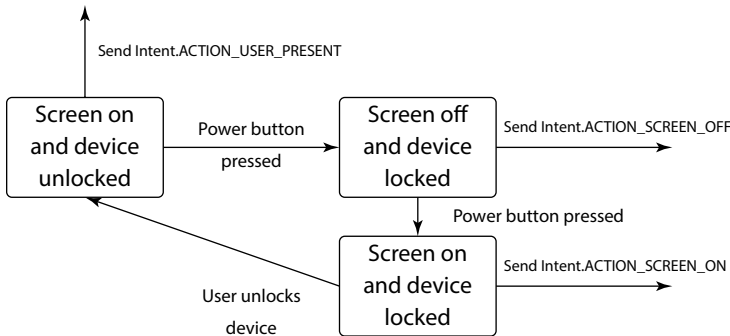 Send Intent.ACTION_USER_PRESENT
Screen on
and device
unlocked
Power button
pressed
Screen off
and device
locked
Send Intent.ACTION_SCREEN_OFF
Power button pressed
Screen on
and device
locked
Send Intent.ACTION_SCREEN_ON
User unlocks
device